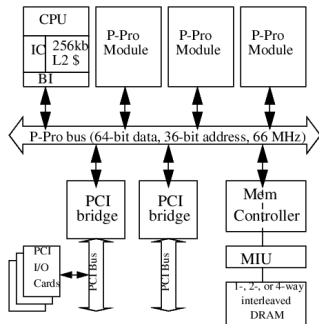 CPU
IC
256kb
L2 $
BI
P-Pro
Module
P-Pro
Module
P-Pro
Module
P-Pro bus (64-bit data, 36-bit address, 66 MHz)
PCI
bridge
PCI
bridge
Mem
Controller
PCI
I/O
Cards
PCI Bus
PCI Bus
MIU
1-, 2-, or 4-way
interleaved
DRAM